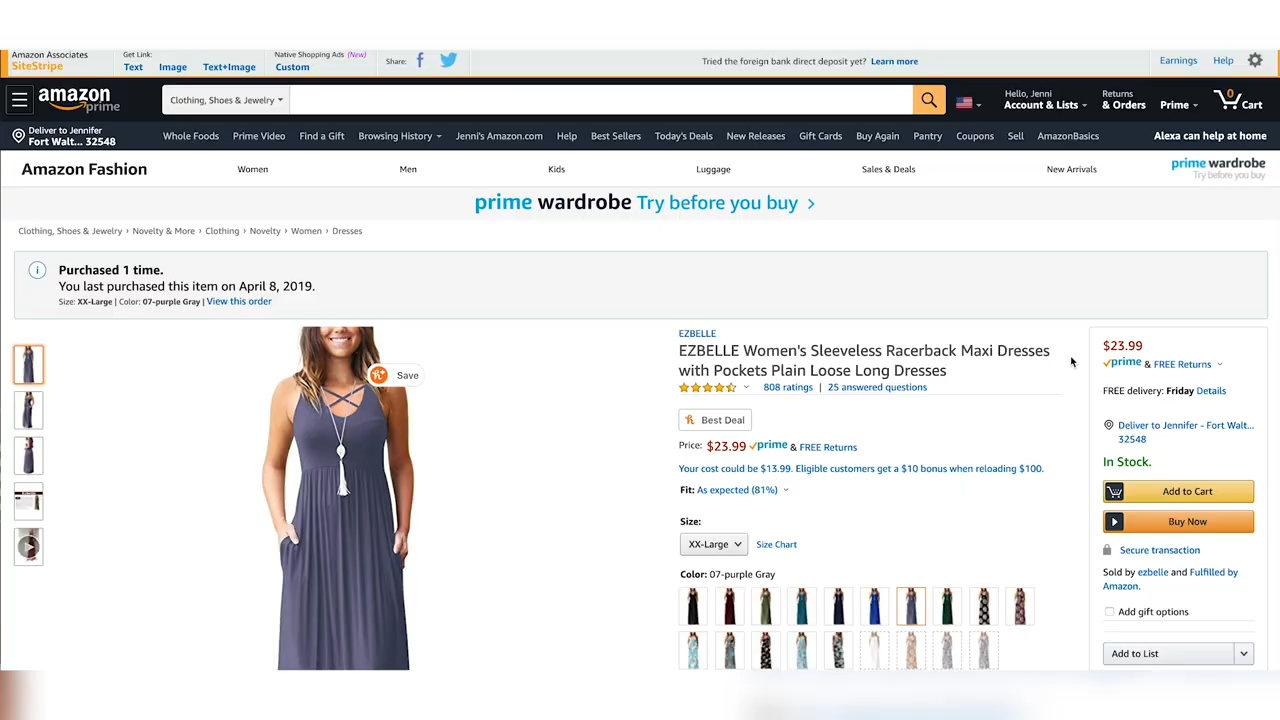 Amazon Associates
SiteStripe
Get Link:
Text Image Text+Image
Native Shopping Ads (New)
Custom
Share:
Tried the foreign bank direct deposit yet? Learn more
Earnings Help
amazon prime
Clothing, Shoes & Jewelry
Hello, Jenni
Account & Lists
Returns
& Orders
Prime
0
Cart
Deliver to Jennifer
Fort Walt... 32548
Whole Foods Prime Video Find a Gift Browsing History Jenni's Amazon.com Help Best Sellers Today's Deals New Releases Gift Cards Buy Again Pantry Coupons Sell AmazonBasics
Alexa can help at home
Amazon Fashion
Women Men Kids Luggage Sales & Deals New Arrivals
prime wardrobe
Try before you buy
prime wardrobe Try before you buy ›
Clothing, Shoes & Jewelry › Novelty & More › Clothing › Novelty › Women › Dresses
Purchased 1 time.
You last purchased this item on April 8, 2019.
Size: XX-Large | Color: 07-purple Gray | View this order
Save
EZBELLE
EZBELLE Women's Sleeveless Racerback Maxi Dresses
with Pockets Plain Loose Long Dresses
808 ratings | 25 answered questions
Best Deal
Price: $23.99 prime & FREE Returns
Your cost could be $13.99. Eligible customers get a $10 bonus when reloading $100.
Fit: As expected (81%)
Size:
XX-Large Size Chart
Color: 07-purple Gray
$23.99
prime & FREE Returns
FREE delivery: Friday Details
Deliver to Jennifer - Fort Walt...
32548
In Stock.
Add to Cart
Buy Now
Secure transaction
Sold by ezbelle and Fulfilled by
Amazon.
Add gift options
Add to List